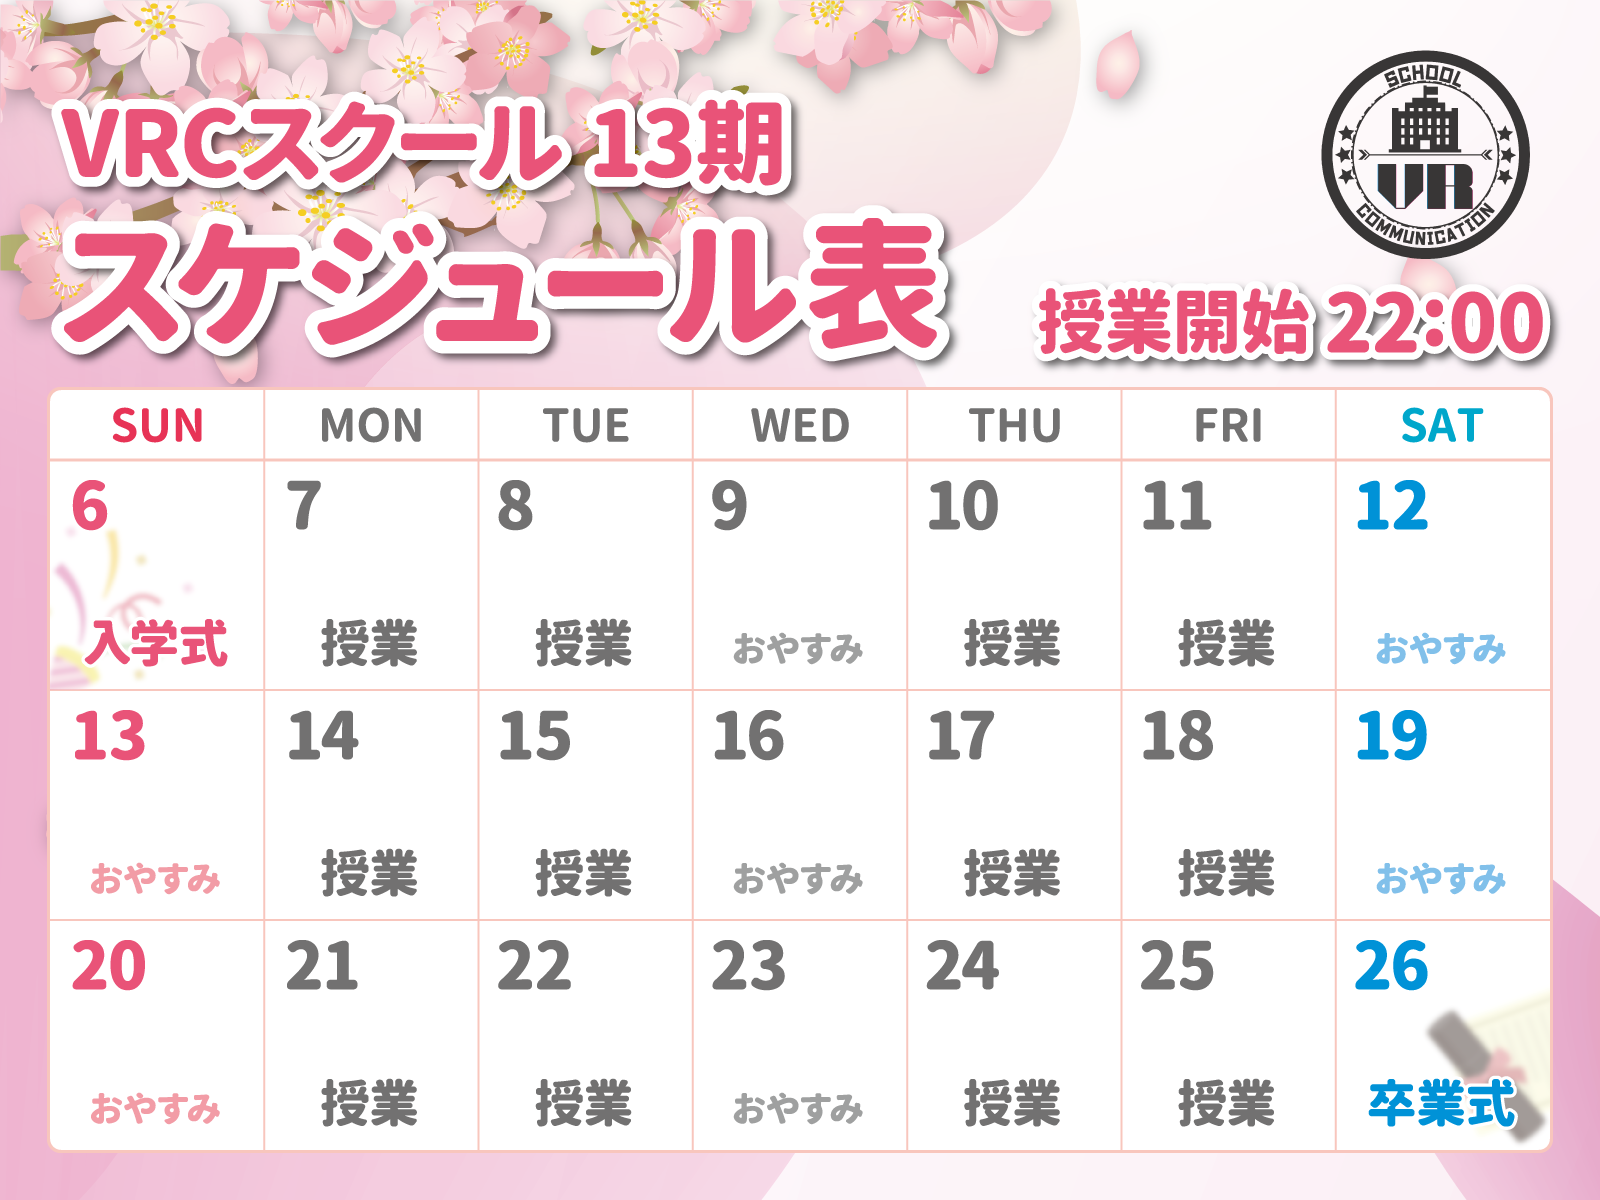 VRCスクール 13期
スケジュール表
SCHOOL
VR
COMMUNICATION
授業開始 22:00
SUN MON TUE WED THU FRI SAT
6 7 8 9 10 11 12
入学式 授業 授業 おやすみ 授業 授業 おやすみ
13 14 15 16 17 18 19
おやすみ 授業 授業 おやすみ 授業 授業 おやすみ
20 21 22 23 24 25 26
おやすみ 授業 授業 おやすみ 授業 授業 卒業式